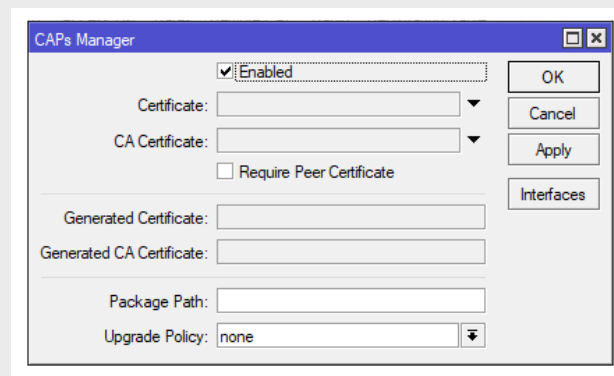 CAPs Manager
Enabled
OK
Certificate:
Cancel
CA Certificate:
Apply
Require Peer Certificate
Interfaces
Generated Certificate:
Generated CA Certificate:
Package Path:
Upgrade Policy: none